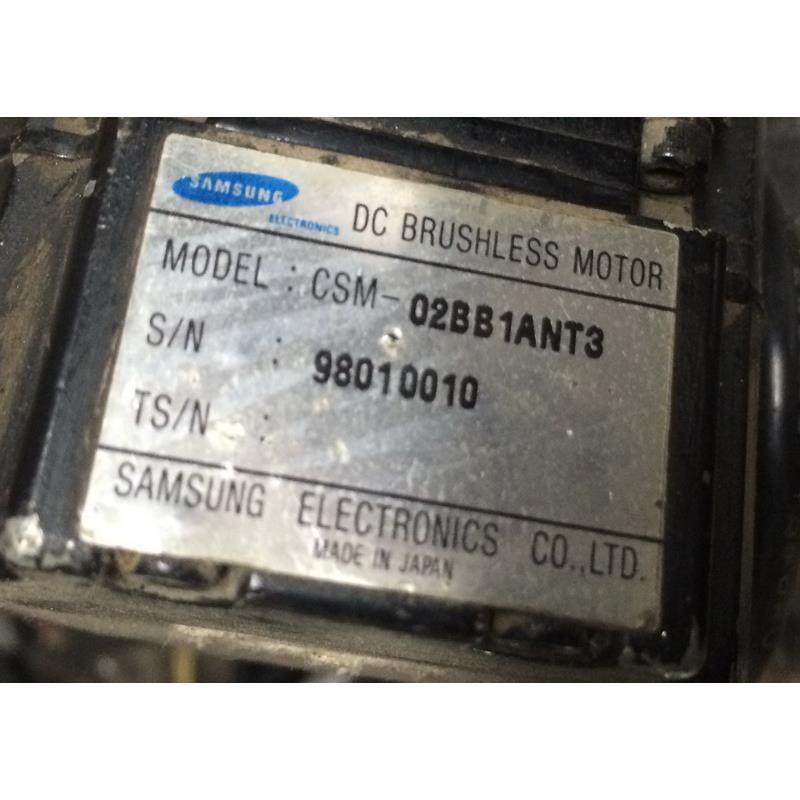 SAMSUNG
ELECTRONICS
DC BRUSHLESS MOTOR
MODEL : CSM-02BB1ANT3
S/N : 98010010
TS/N :
SAMSUNG ELECTRONICS CO.,LTD.
MADE IN JAPAN